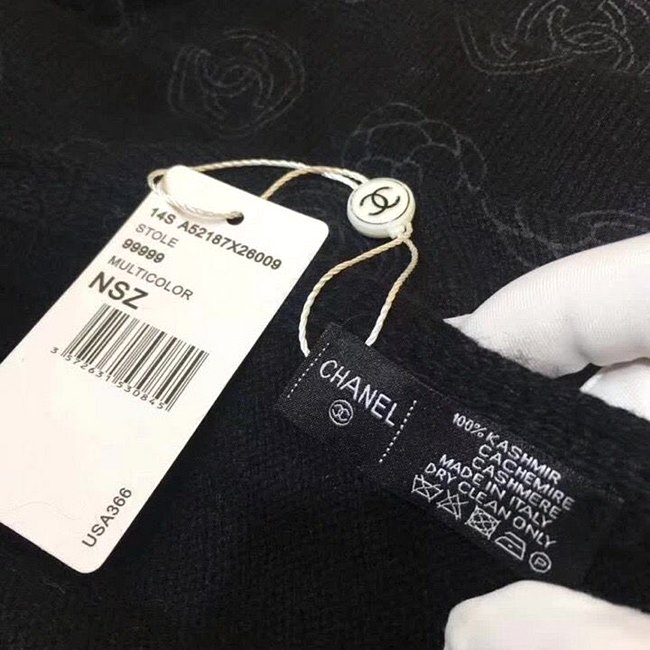 14S A52187X26009
STOLE
99999
MULTICOLOR
NSZ
3 572631 530845
USA366
CHANEL
100% KASHMIR
CACHEMIRE
CASHMERE
MADE IN ITALY
DRY CLEAN ONLY
P